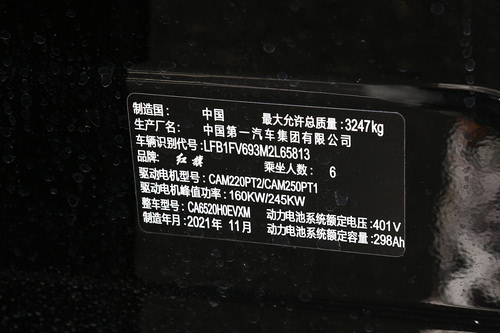 制造国： 中国 最大允许总质量：3247kg
生产厂名： 中国第一汽车集团有限公司
车辆识别代号：LFB1FV693M2L65813
品牌： 红旗 乘坐人数： 6
驱动电机型号：CAM220PT2/CAM250PT1
驱动电机峰值功率：160KW/245KW
整车型号：CA6520H0EVXM 动力电池系统额定电压：401V
制造年月：2021年 11月 动力电池系统额定容量：298Ah